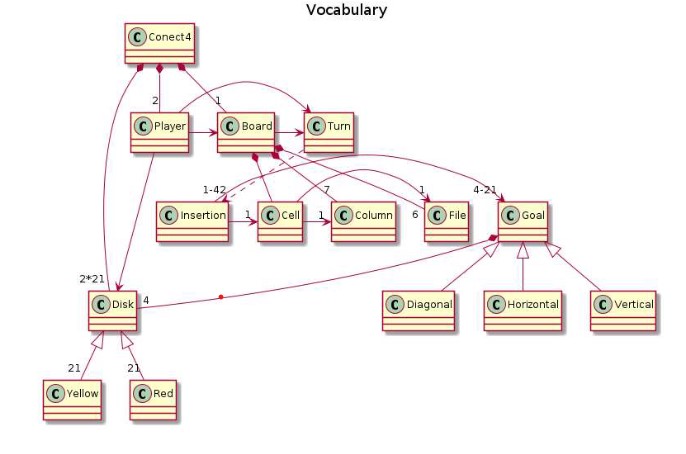 Vocabulary
C Conect4
2 1
C Player C Board C Turn
1-42 7 1 4-21
C Insertion 1 C Cell 1 C Column 6 C File C Goal
2*21
C Disk 4 C Diagonal C Horizontal C Vertical
21 21
C Yellow C Red